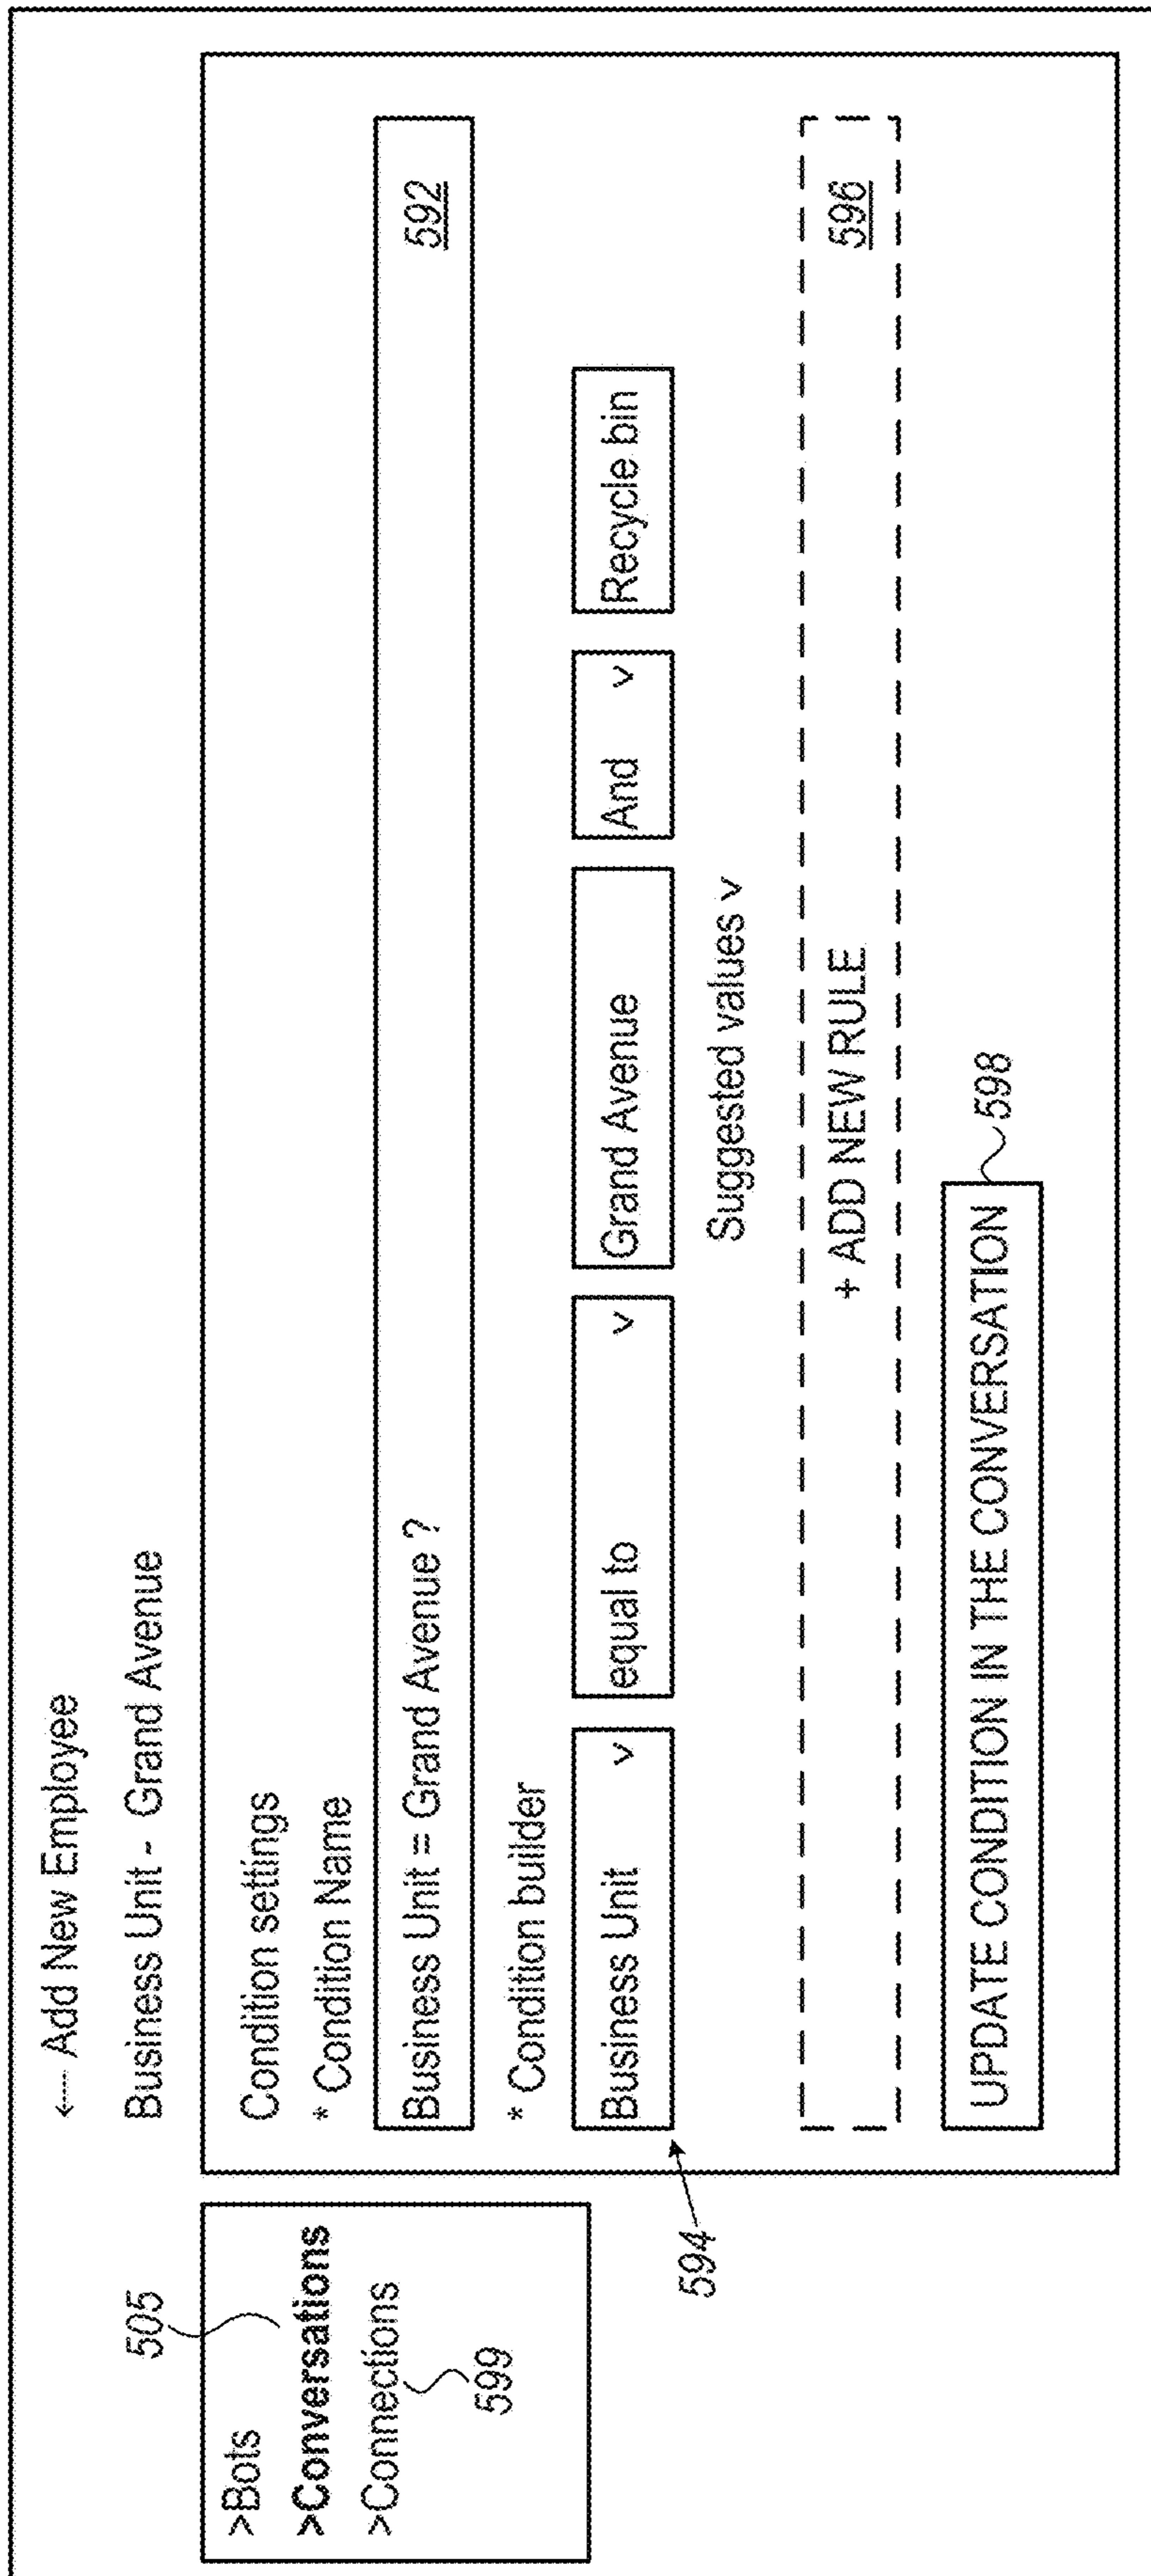 ← Add New Employee
Business Unit - Grand Avenue
505
>Bots
>Conversations
>Connections
599
Condition settings
* Condition Name
Business Unit = Grand Avenue ? 592
* Condition builder
Business Unit v equal to v Grand Avenue And v Recycle bin
594
Suggested values v
+ ADD NEW RULE 596
UPDATE CONDITION IN THE CONVERSATION 598